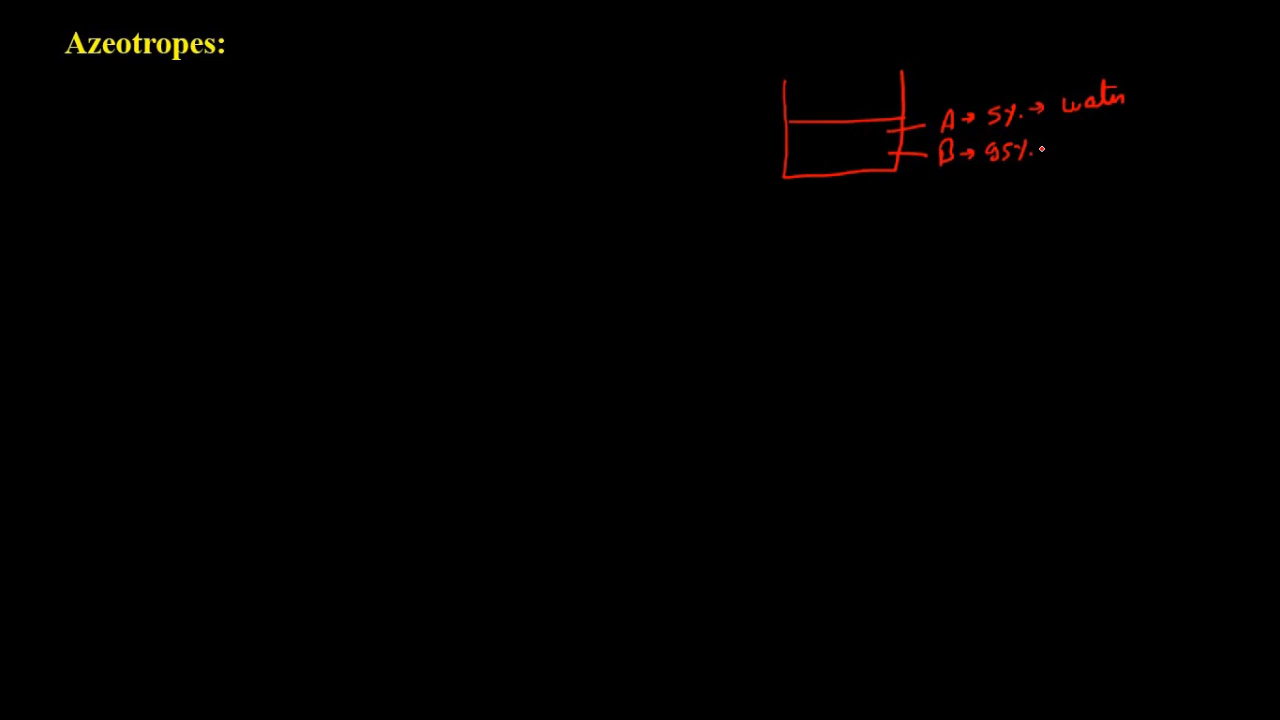 Azeotropes:
A → 5% → water
B → 95%